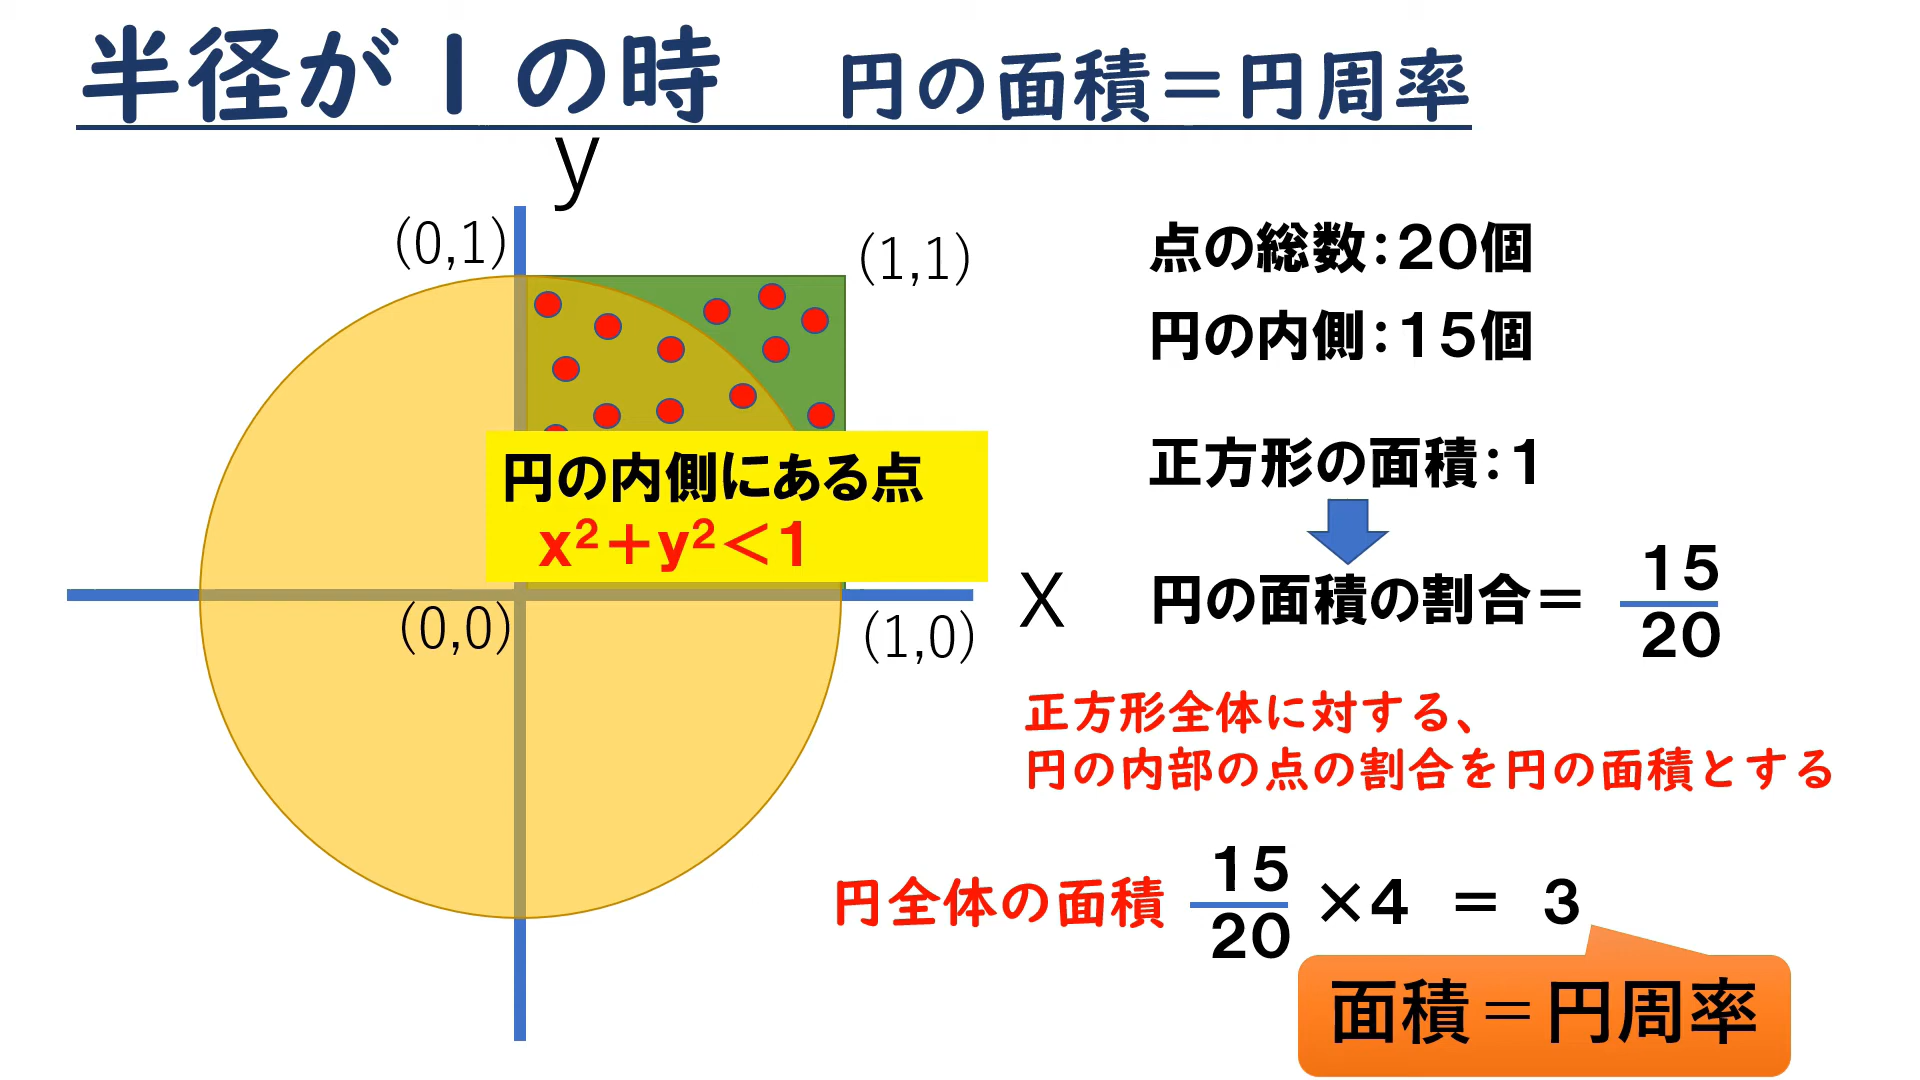 半径が１の時　円の面積＝円周率
y
(0,1)
(1,1)
点の総数：20個
円の内側：15個
正方形の面積：1
円の内側にある点
x²＋y²＜1
(0,0)
(1,0)
X
円の面積の割合＝ 15
20
正方形全体に対する、
円の内部の点の割合を円の面積とする
円全体の面積 15
20 ×4 ＝ 3
面積＝円周率